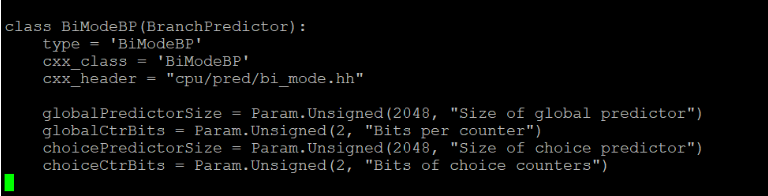 class BiModeBP(BranchPredictor):
    type = 'BiModeBP'
    cxx_class = 'BiModeBP'
    cxx_header = "cpu/pred/bi_mode.hh"

    globalPredictorSize = Param.Unsigned(2048, "Size of global predictor")
    globalCtrBits = Param.Unsigned(2, "Bits per counter")
    choicePredictorSize = Param.Unsigned(2048, "Size of choice predictor")
    choiceCtrBits = Param.Unsigned(2, "Bits of choice counters")